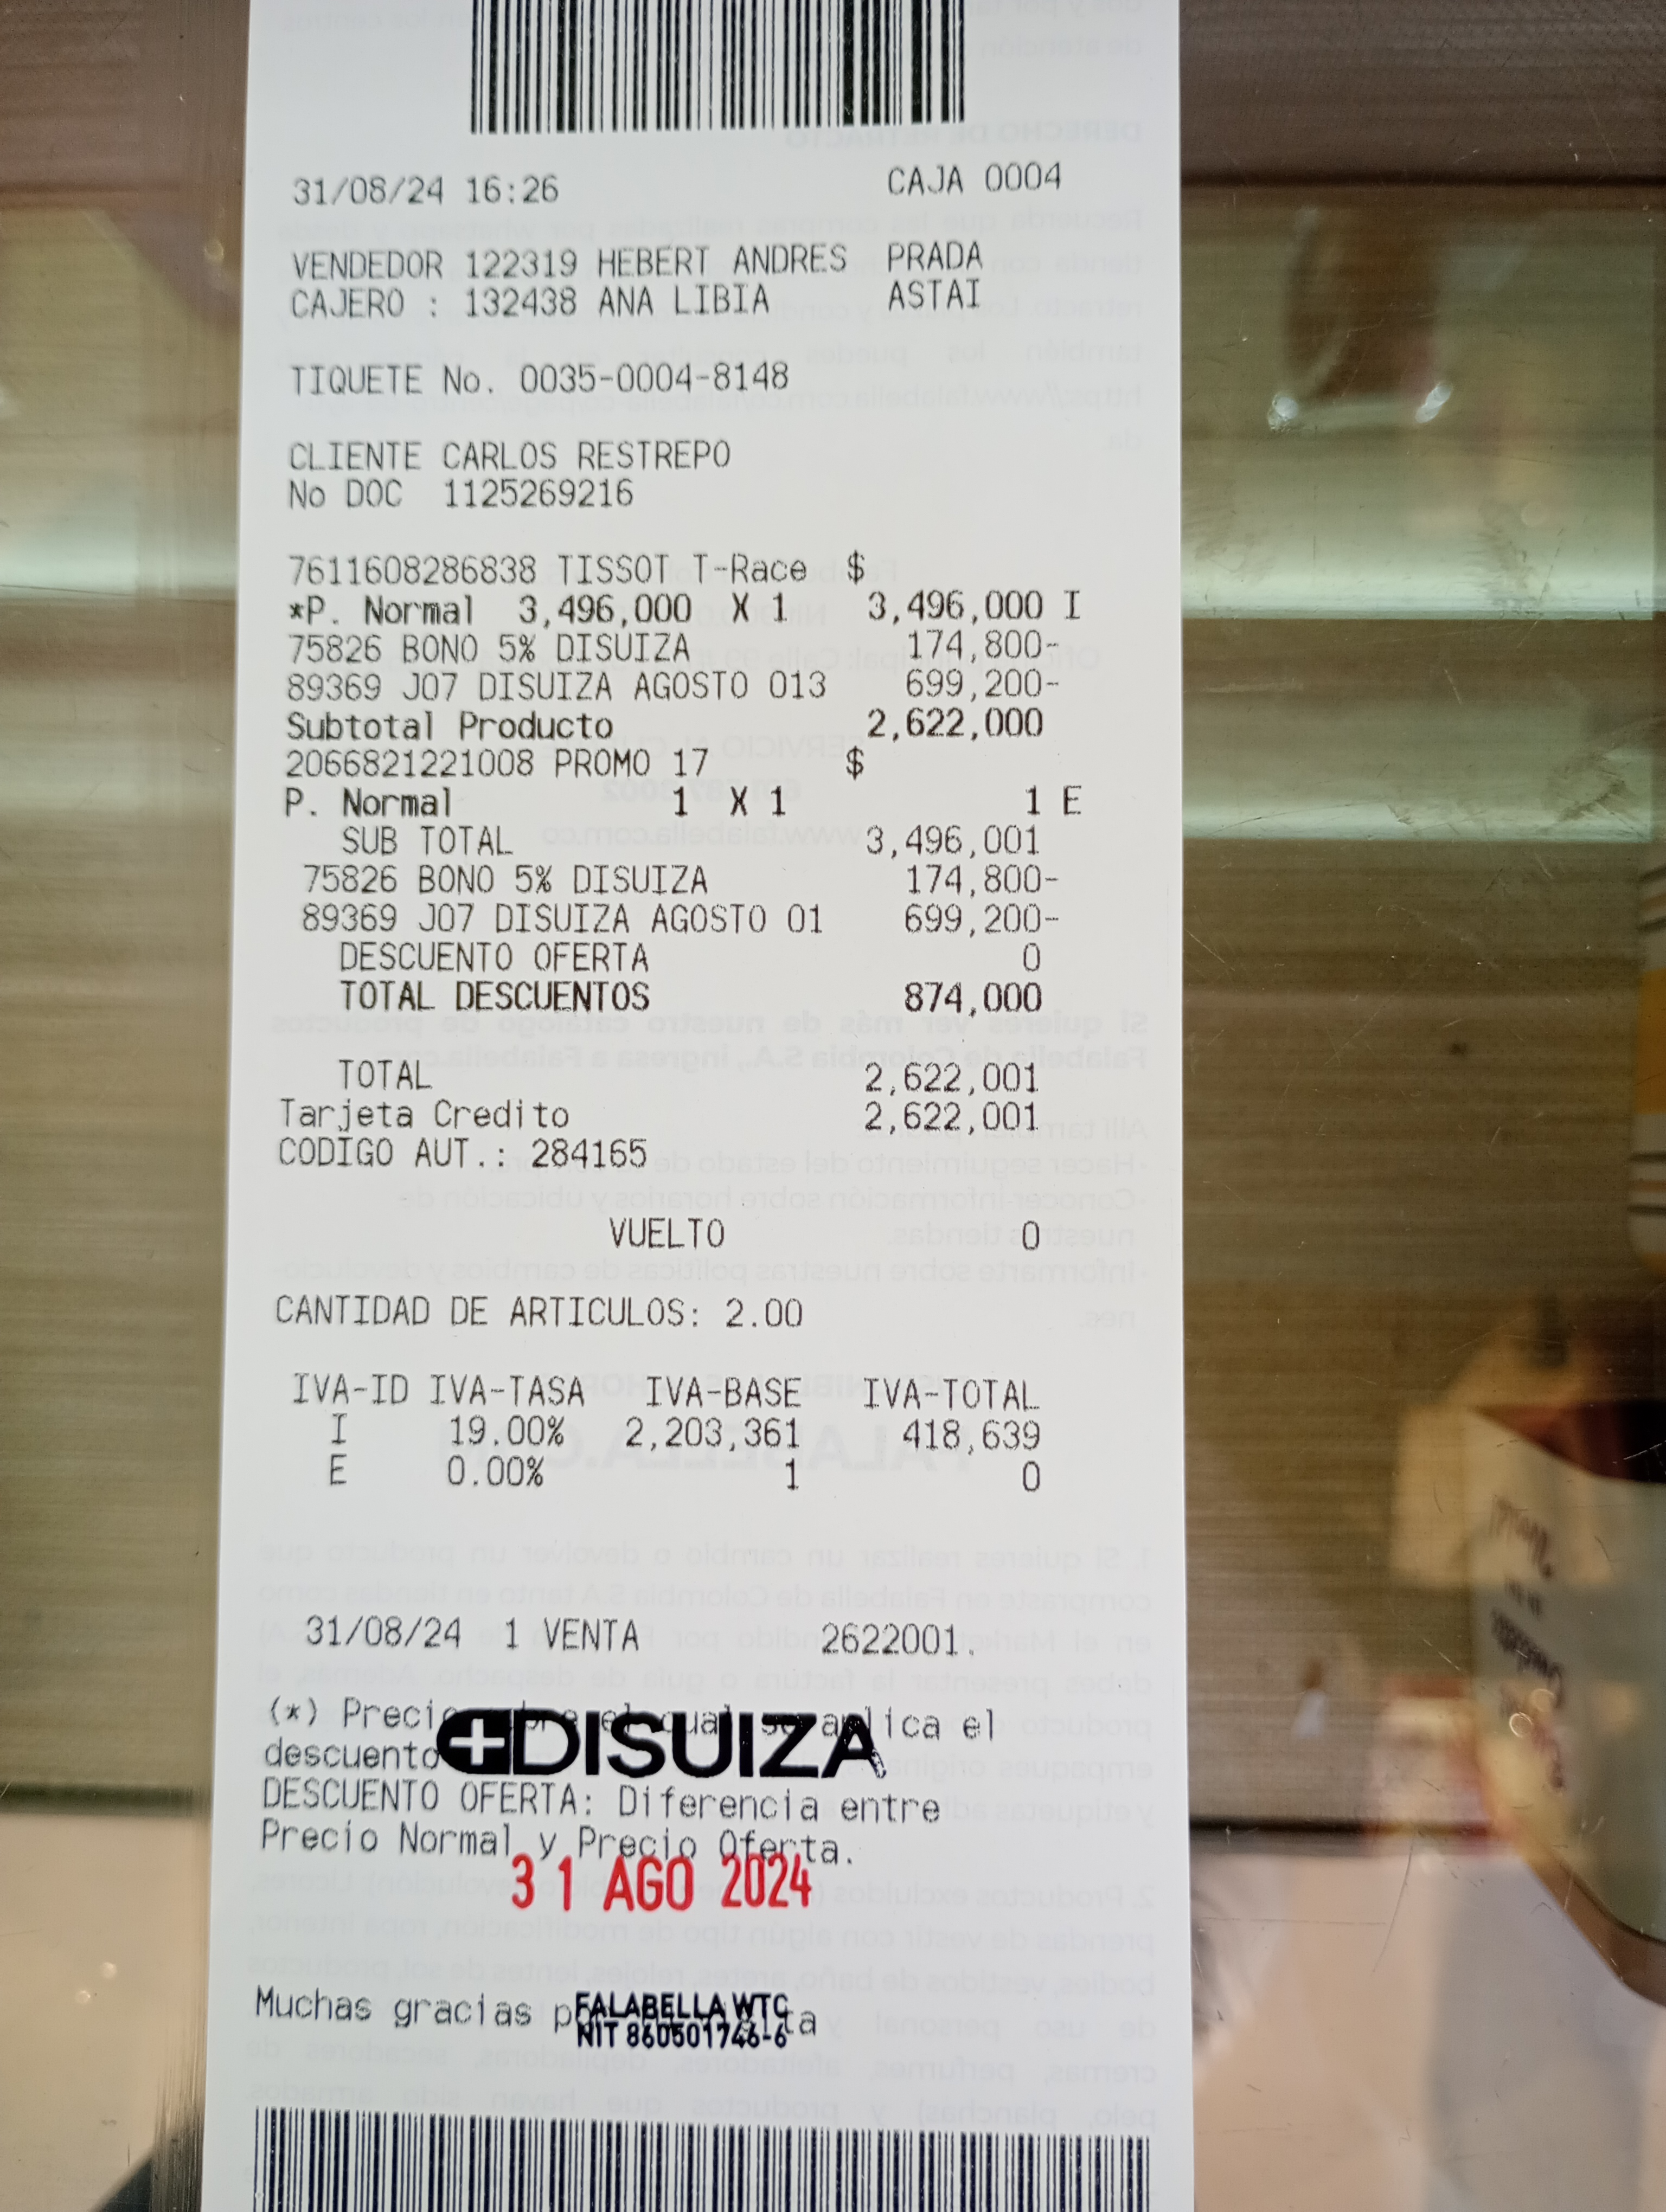 31/08/24 16:26 CAJA 0004
VENDEDOR 122319 HEBERT ANDRES PRADA
CAJERO : 132438 ANA LIBIA ASTAI
TIQUETE No. 0035-0004-8148
CLIENTE CARLOS RESTREPO
No DOC 1125269216
7611608286838 TISSOT T-Race $
*P. Normal 3,496,000 X 1 3,496,000 I
75826 BONO 5% DISUIZA 174,800-
89369 J07 DISUIZA AGOSTO 013 699,200-
Subtotal Producto 2,622,000
2066821221008 PROMO 17 $
P. Normal 1 X 1 1 E
SUB TOTAL 3,496,001
75826 BONO 5% DISUIZA 174,800-
89369 J07 DISUIZA AGOSTO 01 699,200-
DESCUENTO OFERTA 0
TOTAL DESCUENTOS 874,000
TOTAL 2,622,001
Tarjeta Credito 2,622,001
CODIGO AUT.: 284165
VUELTO 0
CANTIDAD DE ARTICULOS: 2.00
IVA-ID IVA-TASA IVA-BASE IVA-TOTAL
I 19.00% 2,203,361 418,639
E 0.00% 1 0
31/08/24 1 VENTA 2622001.
(*) Precio sobre el cual se aplica el
descuento
DISUIZA
DESCUENTO OFERTA: Diferencia entre
Precio Normal y Precio Oferta.
31 AGO 2024
Muchas gracias
FALABELLA WTC
NIT 860501746-6